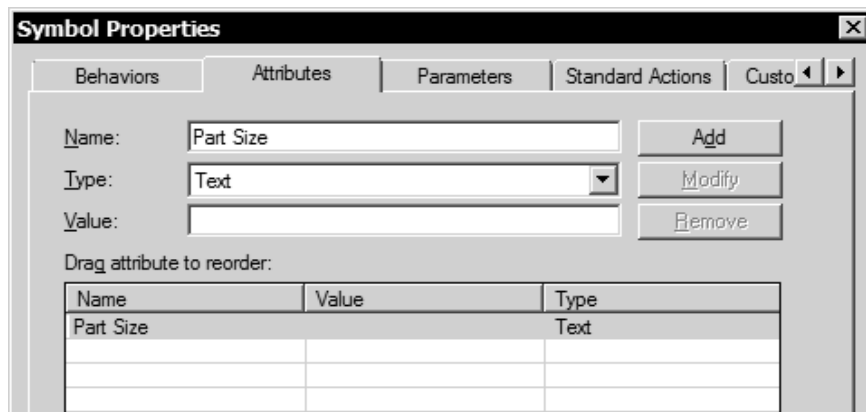 Symbol Properties
Behaviors Attributes Parameters Standard Actions Custo
Name: Part Size Add
Type: Text Modify
Value: Remove
Drag attribute to reorder:
Name Value Type
Part Size Text